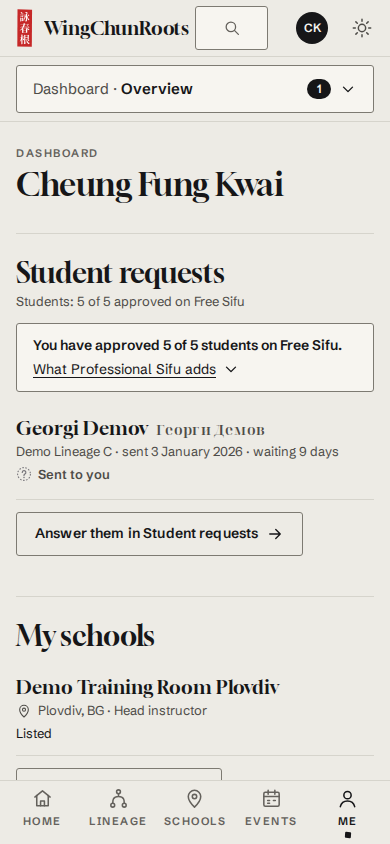 詠春根
WingChunRoots
CK
Dashboard · Overview
1
DASHBOARD
Cheung Fung Kwai
Student requests
Students: 5 of 5 approved on Free Sifu
You have approved 5 of 5 students on Free Sifu.
What Professional Sifu adds
Georgi Demov Георги Демов
Demo Lineage C · sent 3 January 2026 · waiting 9 days
Sent to you
Answer them in Student requests
My schools
Demo Training Room Plovdiv
Plovdiv, BG · Head instructor
Listed
HOME
LINEAGE
SCHOOLS
EVENTS
ME